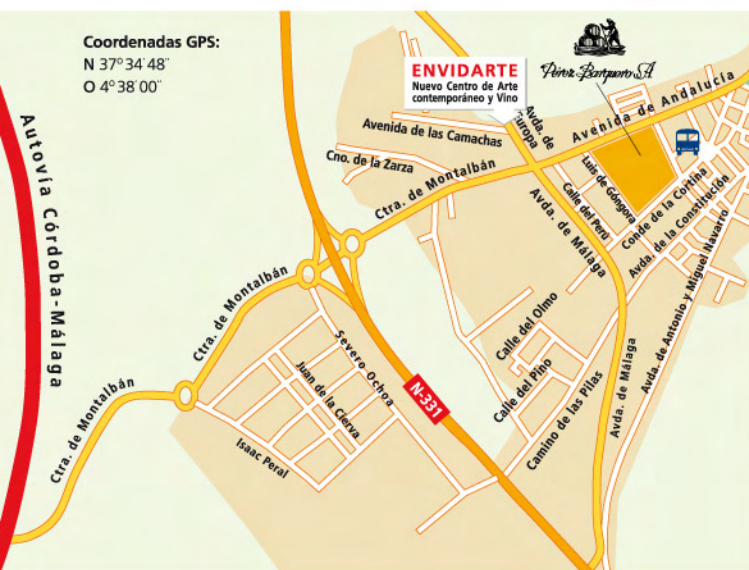 Coordenadas GPS:
N 37º 34' 48"
O 4º 38' 00"
ENVIDARTE
Nuevo Centro de Arte
contemporáneo y Vino
Pérez Barquero S.A.
Autovía Córdoba-Málaga
Avenida de las Camachas
Avda. de
Europa
Avenida de Andalucía
Cno. de la Zarza
Ctra. de Montalbán
Luis de Góngora
Calle del Perú
Avda. de Málaga
Conde de la Cortina
Avda. de la Constitución
Avda. de Antonio y Miguel Navarro
Ctra. de Montalbán
Severo Ochoa
Calle del Olmo
Juan de la Cierva
Calle del Pino
N-331
Camino de las Pilas
Avda. de Málaga
Ctra. de Montalbán
Isaac Peral